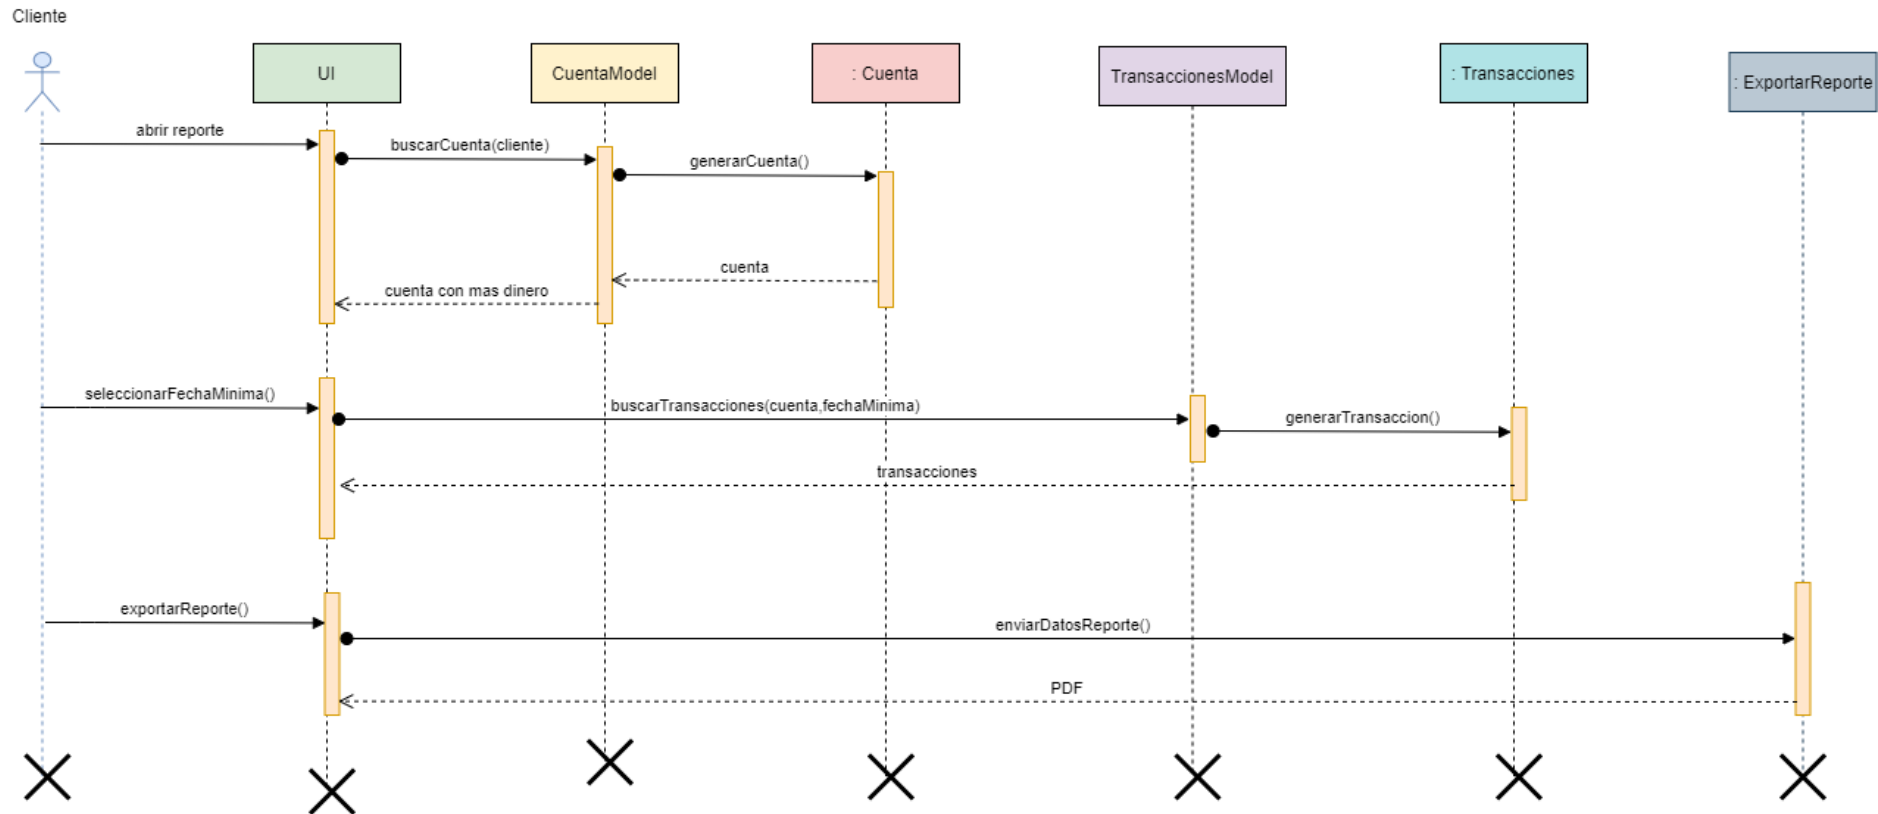 Cliente
UI
CuentaModel
: Cuenta
TransaccionesModel
: Transacciones
: ExportarReporte
abrir reporte
buscarCuenta(cliente)
generarCuenta()
cuenta
cuenta con mas dinero
seleccionarFechaMinima()
buscarTransacciones(cuenta,fechaMinima)
generarTransaccion()
transacciones
exportarReporte()
enviarDatosReporte()
PDF